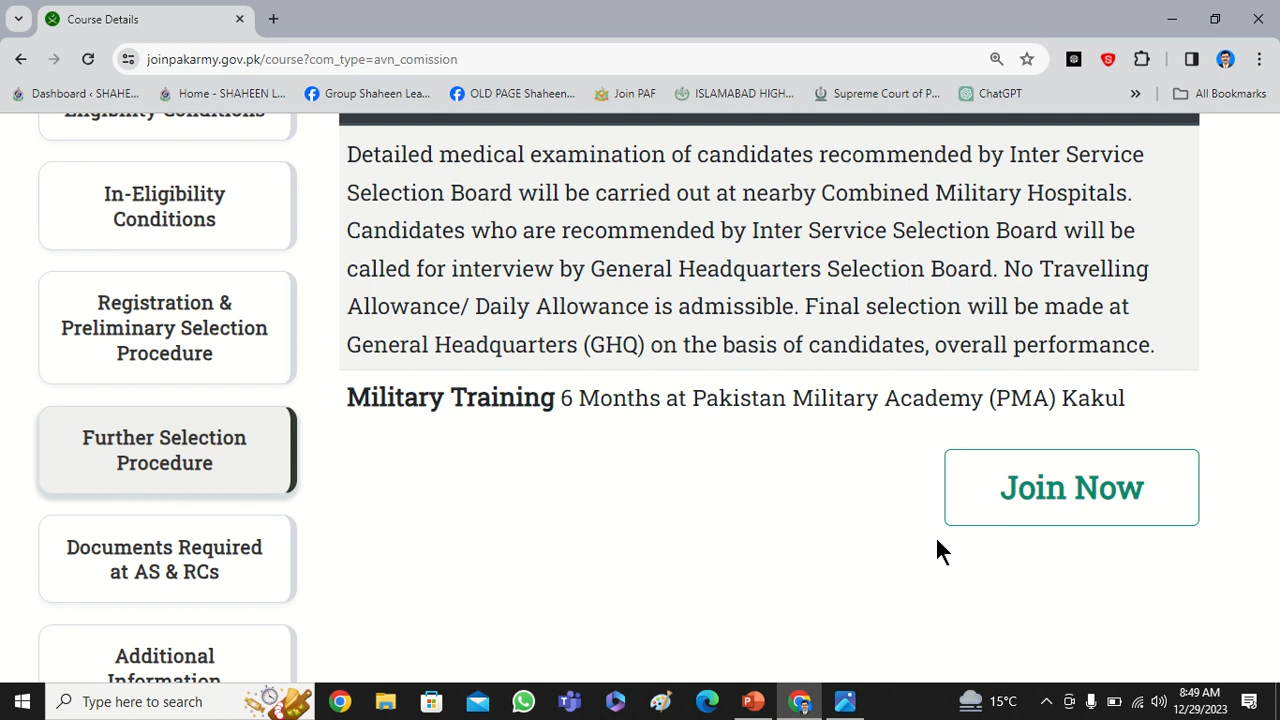 Course Details
joinpakarmy.gov.pk/course?com_type=avn_comission
Dashboard ‹ SHAHE...
Home - SHAHEEN L...
Group Shaheen Lea...
OLD PAGE Shaheen...
Join PAF
ISLAMABAD HIGH...
Supreme Court of P...
ChatGPT
»
All Bookmarks
Eligibility Conditions
In-Eligibility
Conditions
Registration &
Preliminary Selection
Procedure
Further Selection
Procedure
Documents Required
at AS & RCs
Additional
Information
Detailed medical examination of candidates recommended by Inter Service
Selection Board will be carried out at nearby Combined Military Hospitals.
Candidates who are recommended by Inter Service Selection Board will be
called for interview by General Headquarters Selection Board. No Travelling
Allowance/ Daily Allowance is admissible. Final selection will be made at
General Headquarters (GHQ) on the basis of candidates, overall performance.
Military Training 6 Months at Pakistan Military Academy (PMA) Kakul
Join Now
Type here to search
15°C
8:49 AM
12/29/2023